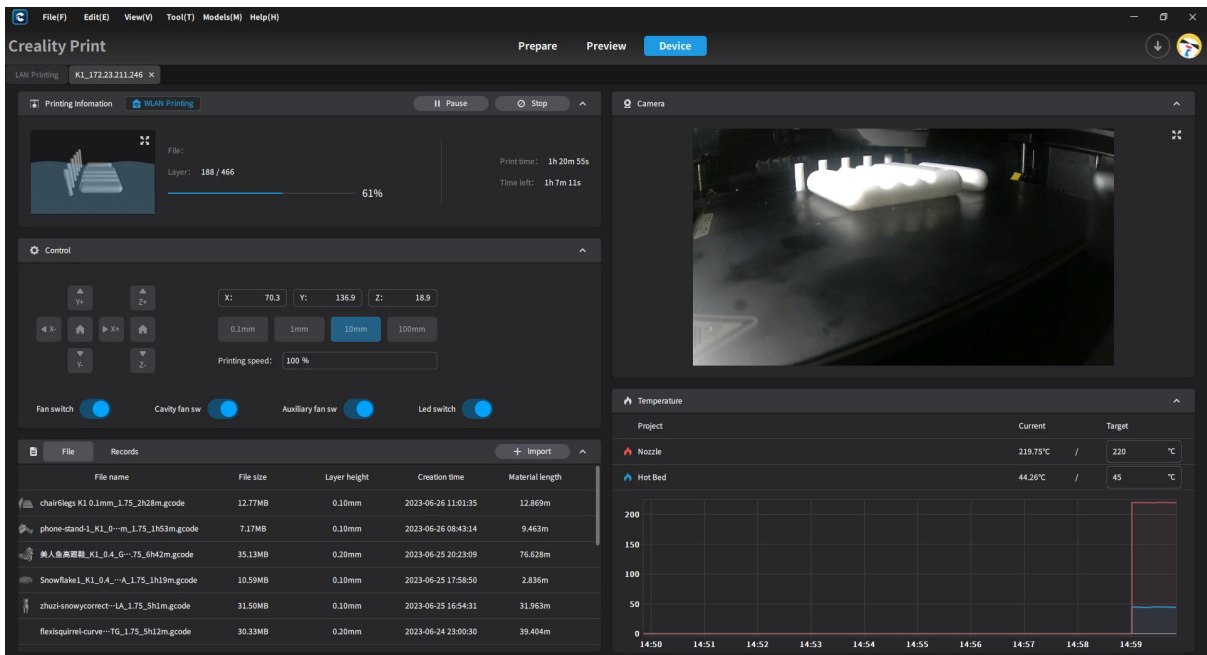 File(F) Edit(E) View(V) Tool(T) Models(M) Help(H)
Creality Print
Prepare Preview Device
LAN Printing K1_172.23.211.246 ×
Printing Infomation WLAN Printing Pause Stop
File:
Layer: 188 / 466
61%
Print time: 1h 20m 55s
Time left: 1h 7m 11s
Camera
Control
Y+ Z+
X- X+
Y- Z-
X: 70.3 Y: 136.9 Z: 18.9
0.1mm 1mm 10mm 100mm
Printing speed: 100 %
Fan switch Cavity fan sw Auxiliary fan sw Led switch
File Records + Import
File name File size Layer height Creation time Material length
chair6legs K1 0.1mm_1.75_2h28m.gcode 12.77MB 0.10mm 2023-06-26 11:01:35 12.869m
phone-stand-1_K1_0···m_1.75_1h53m.gcode 7.17MB 0.10mm 2023-06-26 08:43:14 9.463m
美人鱼高跟鞋_K1_0.4_G···.75_6h42m.gcode 35.13MB 0.20mm 2023-06-25 20:23:09 76.628m
Snowflake1_K1_0.4_···A_1.75_1h19m.gcode 10.59MB 0.10mm 2023-06-25 17:58:50 2.836m
zhuzi-snowycorrect···LA_1.75_5h1m.gcode 31.50MB 0.10mm 2023-06-25 16:54:31 31.963m
flexisquirrel-curve···TG_1.75_5h12m.gcode 30.33MB 0.20mm 2023-06-24 23:00:30 39.404m
Temperature
Project Current Target
Nozzle 219.75℃ / 220 ℃
Hot Bed 44.26℃ / 45 ℃
200
150
100
50
0
14:50 14:51 14:52 14:53 14:54 14:55 14:56 14:57 14:58 14:59